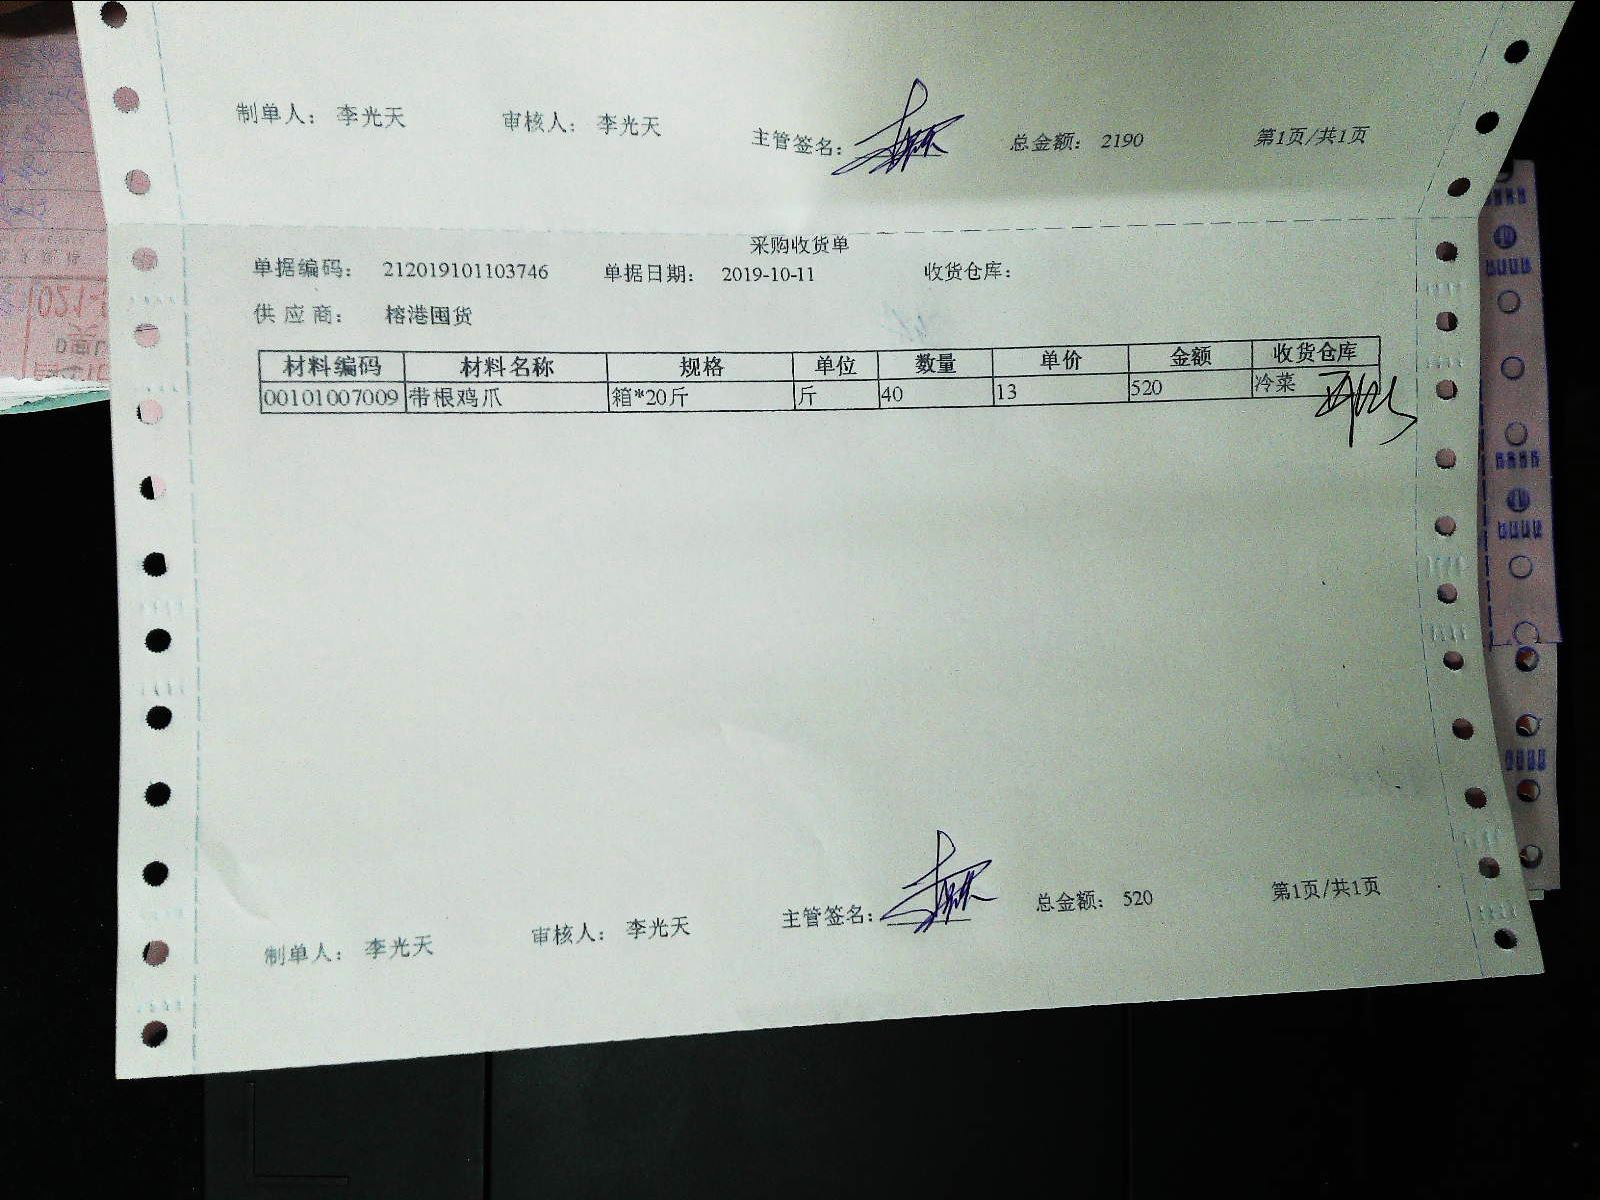 制单人： 李光天 审核人： 李光天 主管签名： 总金额： 2190 第1页/共1页
采购收货单
单据编码： 212019101103746 单据日期： 2019-10-11 收货仓库：
供应商： 榕港囤货
材料编码 材料名称 规格 单位 数量 单价 金额 收货仓库
00101007009 带根鸡爪 箱*20斤 斤 40 13 520 冷菜
制单人： 李光天 审核人： 李光天 主管签名： 总金额： 520 第1页/共1页